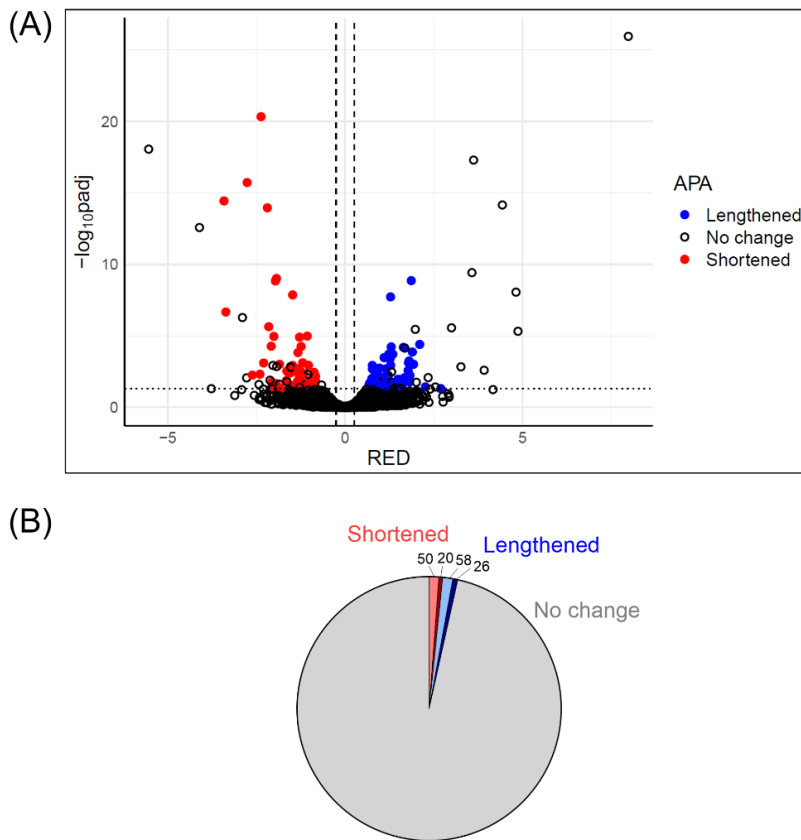 (A)
20
10
0
−log₁₀padj
−5
0
5
RED
APA
Lengthened
No change
Shortened
(B)
Shortened
Lengthened
50
20
58
26
No change